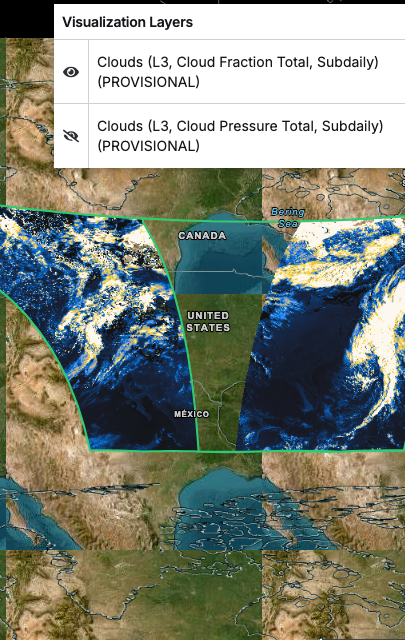 Visualization Layers
Clouds (L3, Cloud Fraction Total, Subdaily)
(PROVISIONAL)
Clouds (L3, Cloud Pressure Total, Subdaily)
(PROVISIONAL)
Bering
Sea
CANADA
UNITED
STATES
MÉXICO